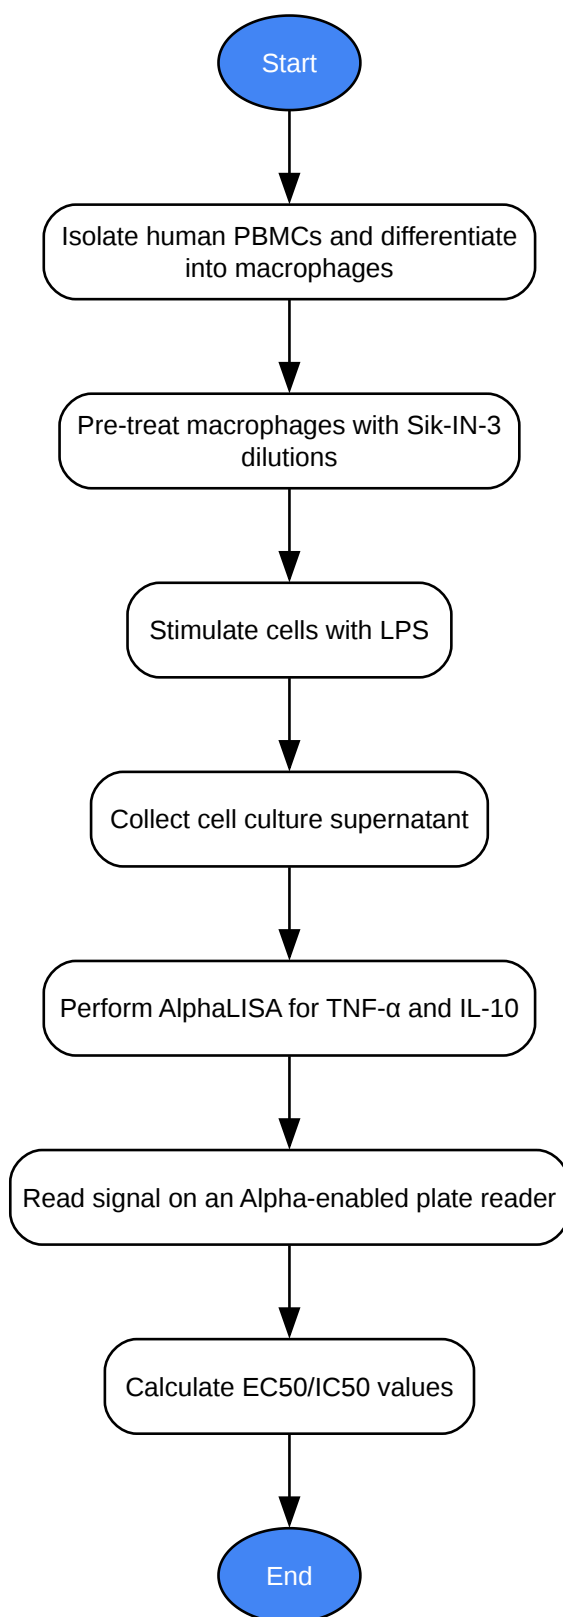 Start
Isolate human PBMCs and differentiate
into macrophages
Pre-treat macrophages with Sik-IN-3
dilutions
Stimulate cells with LPS
Collect cell culture supernatant
Perform AlphaLISA for TNF-α and IL-10
Read signal on an Alpha-enabled plate reader
Calculate EC50/IC50 values
End